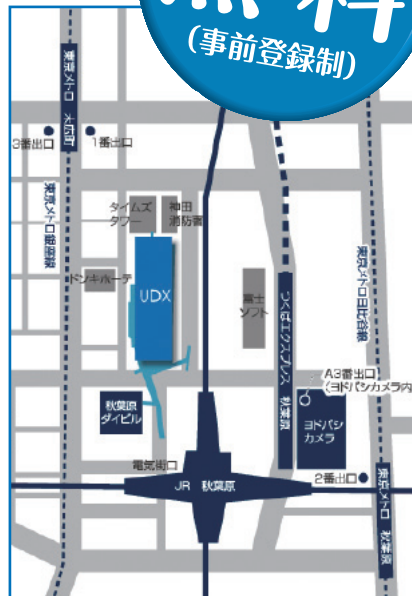 無料
(事前登録制)
東京メトロ 末広町
3番出口
1番出口
東京メトロ銀座線
タイムズ
タワー
神田
消防署
ドンキホーテ
UDX
富士
ソフト
つくばエクスプレス 秋葉原
東京メトロ日比谷線
A3番出口
(ヨドバシカメラ内)
秋葉原
ダイビル
ヨドバシ
カメラ
電気街口
JR 秋葉原
2番出口
東京メトロ 秋葉原